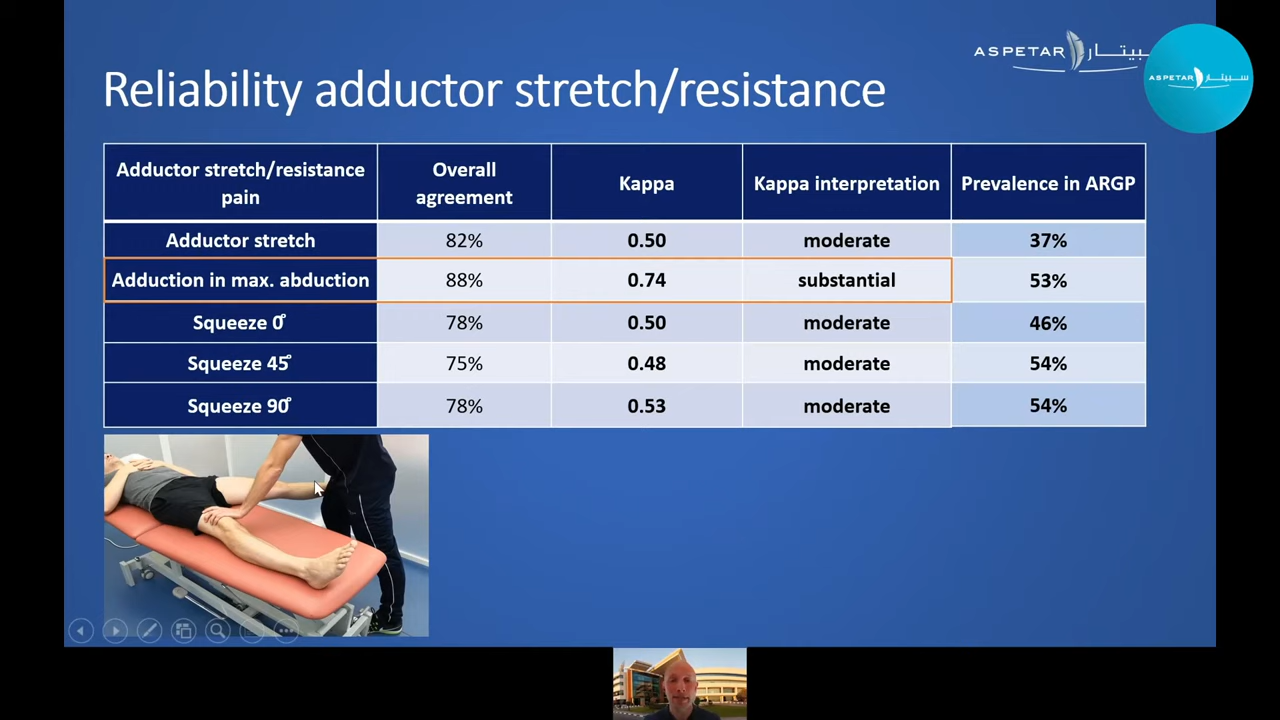 ASPETAR سبيتار
ASPETAR سبيتار
Reliability adductor stretch/resistance
Adductor stretch/resistance pain Overall agreement Kappa Kappa interpretation Prevalence in ARGP
Adductor stretch 82% 0.50 moderate 37%
Adduction in max. abduction 88% 0.74 substantial 53%
Squeeze 0° 78% 0.50 moderate 46%
Squeeze 45° 75% 0.48 moderate 54%
Squeeze 90° 78% 0.53 moderate 54%